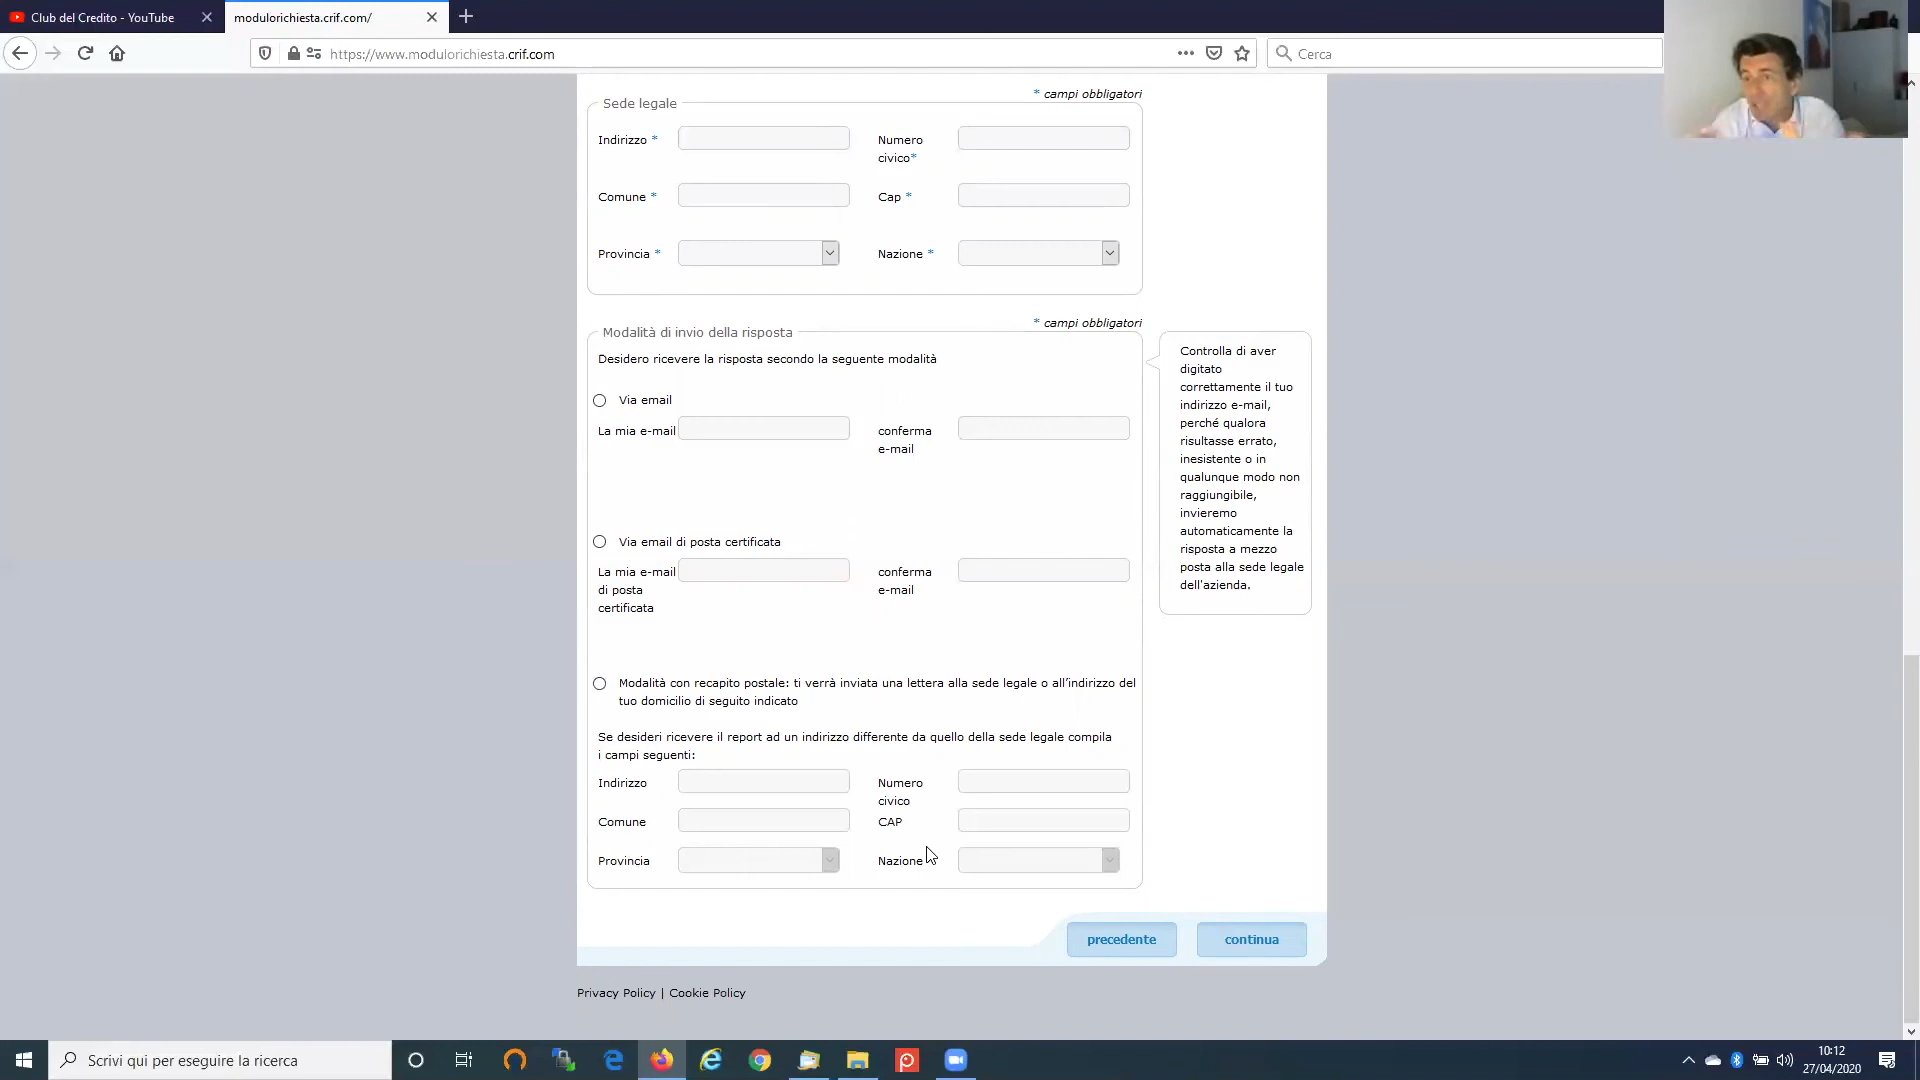 Club del Credito - YouTube
modulorichiesta.crif.com/
https://www.modulorichiesta.crif.com
Cerca
* campi obbligatori
Sede legale
Indirizzo *
Numero
civico*
Comune *
Cap *
Provincia *
Nazione *
* campi obbligatori
Modalità di invio della risposta
Desidero ricevere la risposta secondo la seguente modalità
Via email
La mia e-mail
conferma
e-mail
Via email di posta certificata
La mia e-mail
di posta
certificata
conferma
e-mail
Modalità con recapito postale: ti verrà inviata una lettera alla sede legale o all'indirizzo del
tuo domicilio di seguito indicato
Se desideri ricevere il report ad un indirizzo differente da quello della sede legale compila
i campi seguenti:
Indirizzo
Numero
civico
Comune
CAP
Provincia
Nazione
Controlla di aver
digitato
correttamente il tuo
indirizzo e-mail,
perché qualora
risultasse errato,
inesistente o in
qualunque modo non
raggiungibile,
invieremo
automaticamente la
risposta a mezzo
posta alla sede legale
dell'azienda.
precedente
continua
Privacy Policy | Cookie Policy
Scrivi qui per eseguire la ricerca
10:12
27/04/2020